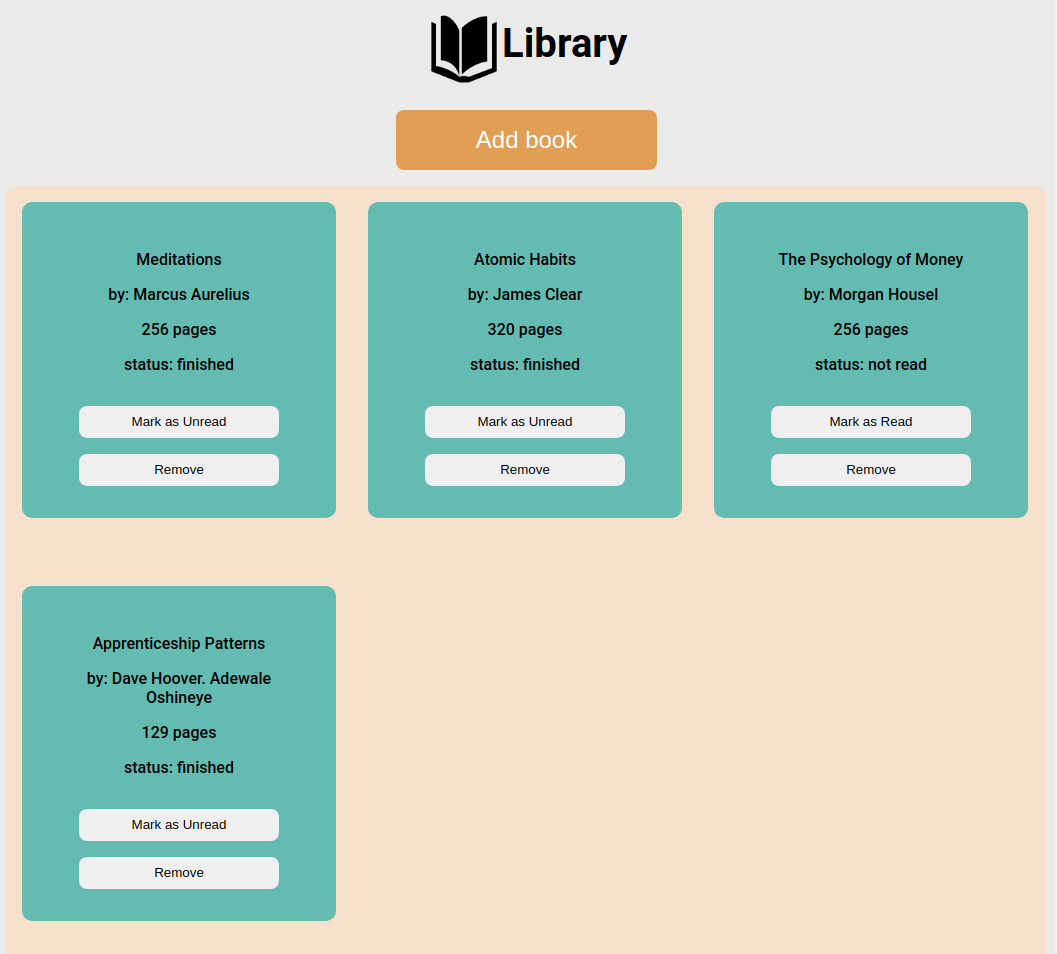 Library
Add book
Meditations
by: Marcus Aurelius
256 pages
status: finished
Mark as Unread
Remove
Atomic Habits
by: James Clear
320 pages
status: finished
Mark as Unread
Remove
The Psychology of Money
by: Morgan Housel
256 pages
status: not read
Mark as Read
Remove
Apprenticeship Patterns
by: Dave Hoover. Adewale
Oshineye
129 pages
status: finished
Mark as Unread
Remove